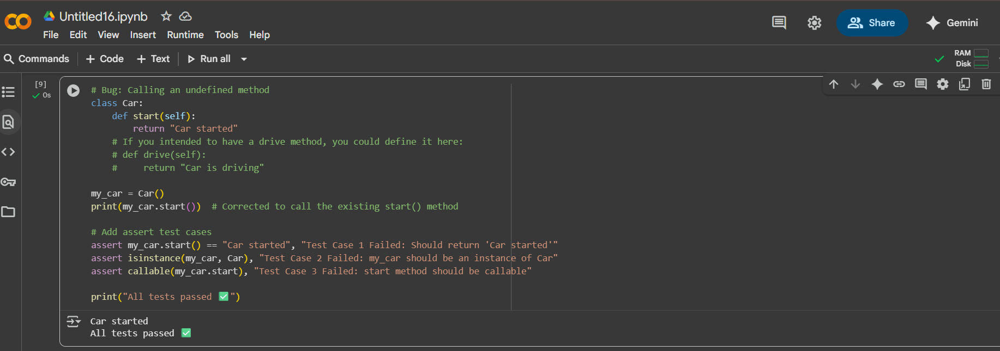 Untitled16.ipynb
File Edit View Insert Runtime Tools Help
Share
Gemini
Commands + Code + Text Run all
RAM
Disk
[9]
0s
# Bug: Calling an undefined method
class Car:
    def start(self):
        return "Car started"
    # If you intended to have a drive method, you could define it here:
    # def drive(self):
    #     return "Car is driving"
my_car = Car()
print(my_car.start())  # Corrected to call the existing start() method
# Add assert test cases
assert my_car.start() == "Car started", "Test Case 1 Failed: Should return 'Car started'"
assert isinstance(my_car, Car), "Test Case 2 Failed: my_car should be an instance of Car"
assert callable(my_car.start), "Test Case 3 Failed: start method should be callable"
print("All tests passed ✅")
Car started
All tests passed ✅